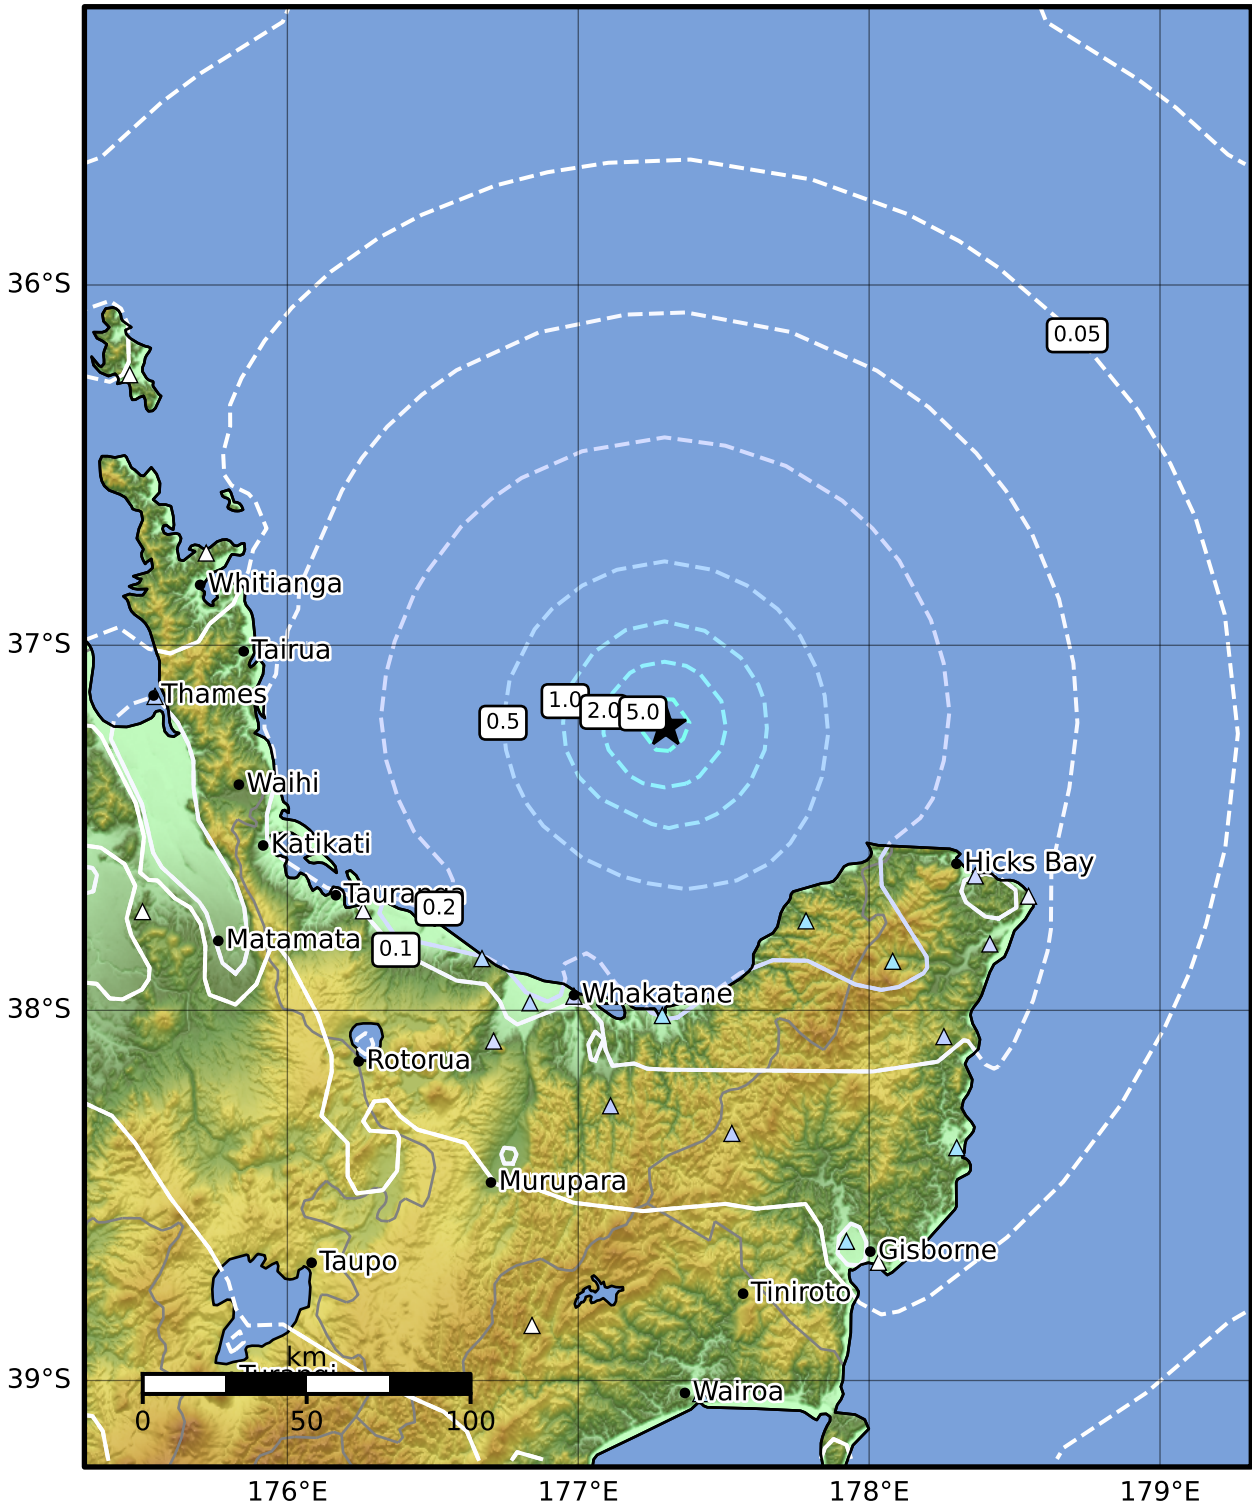 36°S
0.05
Whitianga
37°S
Tairua
Thames
1.0
2.0
5.0
0.5
Waihi
Katikati
Hicks Bay
Tauranga
0.2
Matamata
0.1
Whakatane
38°S
Rotorua
Murupara
Gisborne
Taupo
Tiniroto
km
Turangi
39°S
Wairoa
0 50 100
176°E 177°E 178°E 179°E